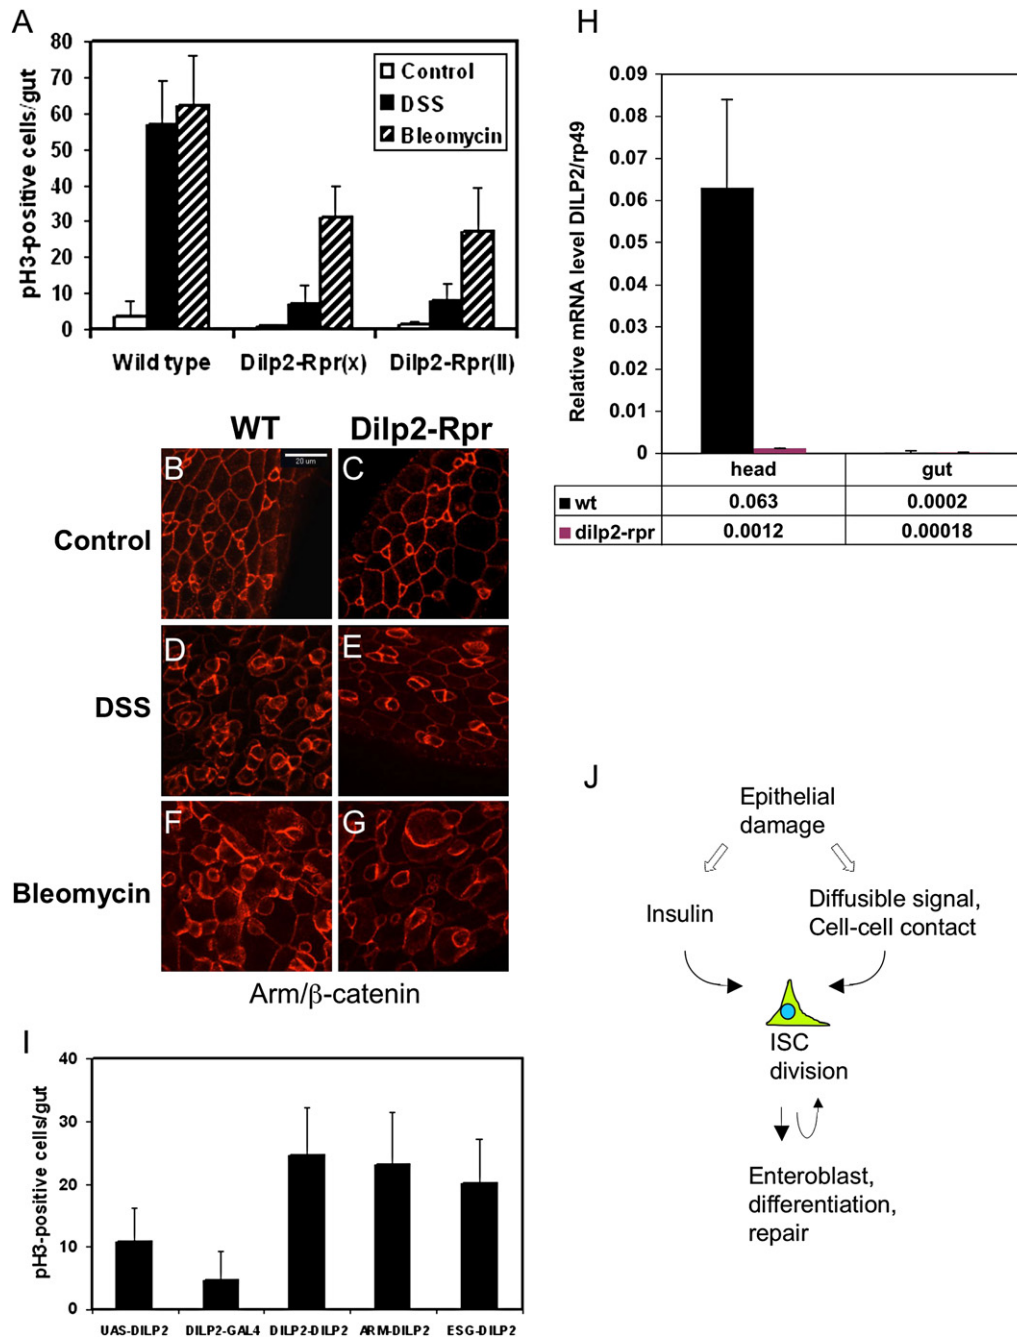 A
80
70
60
50
40
30
20
10
0
pH3-positive cells/gut
Control
DSS
Bleomycin
Wild type Dilp2-Rpr(x) Dilp2-Rpr(II)
WT Dilp2-Rpr
B 20 um C
Control
D E
DSS
F G
Bleomycin
Arm/β-catenin
H
0.09
0.08
0.07
0.06
0.05
0.04
0.03
0.02
0.01
0
Relative mRNA level DILP2/rp49
head gut
wt 0.063 0.0002
dilp2-rpr 0.0012 0.00018
I
40
30
20
10
0
pH3-positive cells/gut
UAS-DILP2 DILP2-GAL4 DILP2-DILP2 ARM-DILP2 ESG-DILP2
J
Epithelial
damage
Insulin
Diffusible signal,
Cell-cell contact
ISC
division
Enteroblast,
differentiation,
repair